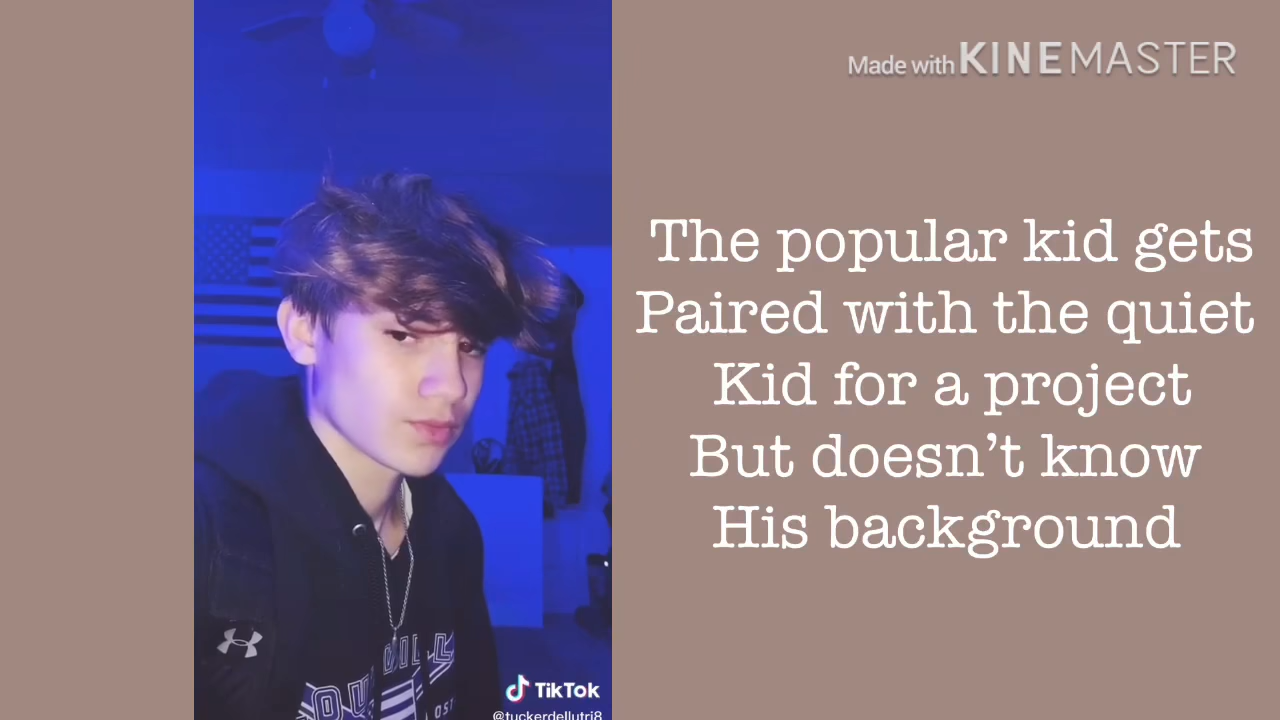 Made with KINEMASTER
The popular kid gets
Paired with the quiet
Kid for a project
But doesn’t know
His background
TikTok
@tuckerdellutri8